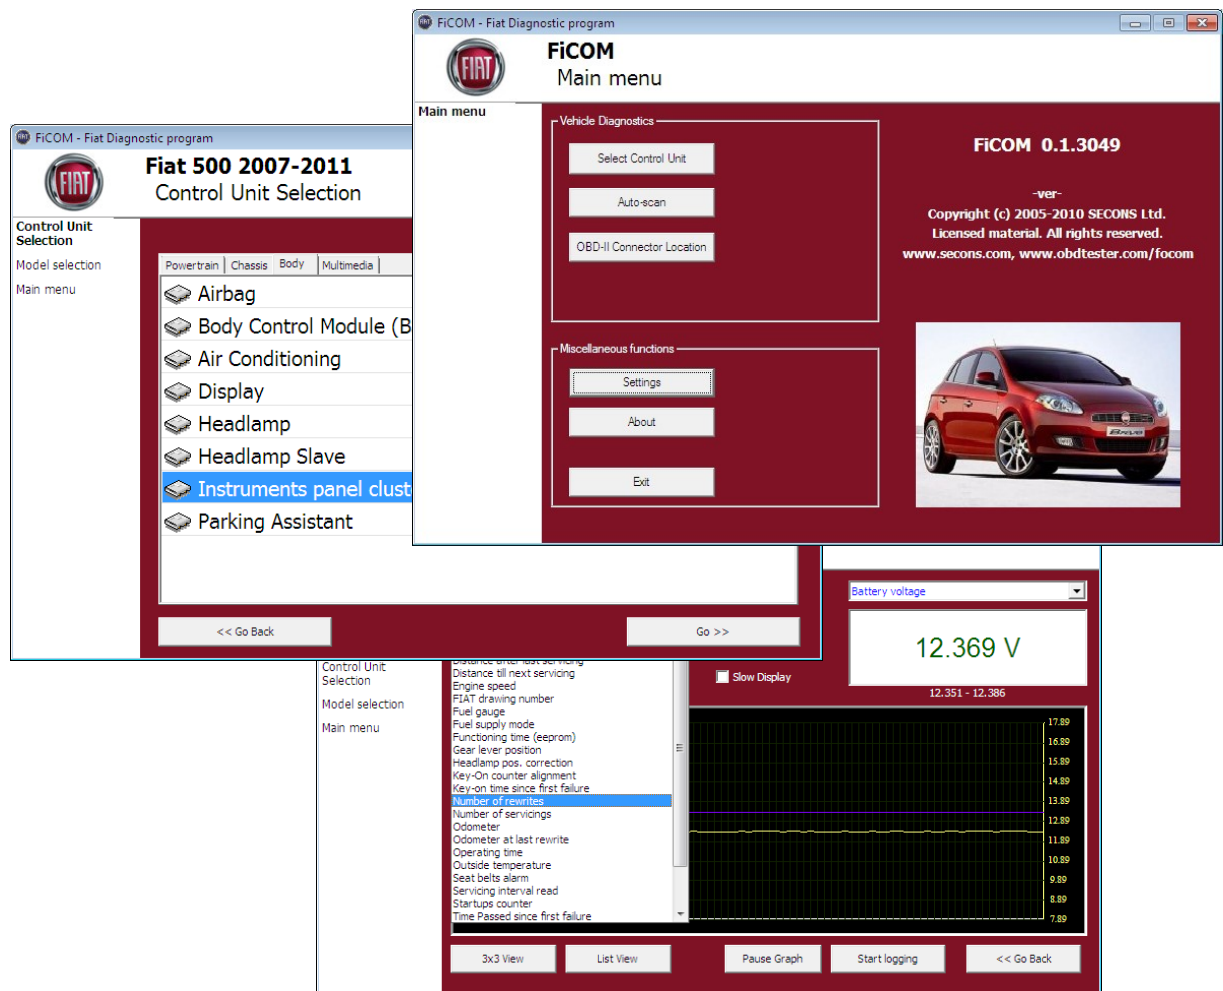 FiCOM - Fiat Diagnostic program
FIAT
FiCOM
Main menu
Main menu
Vehicle Diagnostics
Select Control Unit
Auto-scan
OBD-II Connector Location
Miscellaneous functions
Settings
About
Exit
FiCOM 0.1.3049
-ver-
Copyright (c) 2005-2010 SECONS Ltd.
Licensed material. All rights reserved.
www.secons.com, www.obdtester.com/focom
Bravo
FiCOM - Fiat Diagnostic program
FIAT
Fiat 500 2007-2011
Control Unit Selection
Control Unit
Selection
Model selection
Main menu
Powertrain
Chassis
Body
Multimedia
Airbag
Body Control Module (B
Air Conditioning
Display
Headlamp
Headlamp Slave
Instruments panel clust
Parking Assistant
<< Go Back
Go >>
Control Unit
Selection
Model selection
Main menu
Distance after last servicing
Distance till next servicing
Engine speed
FIAT drawing number
Fuel gauge
Fuel supply mode
Functioning time (eeprom)
Gear lever position
Headlamp pos. correction
Key-On counter alignment
Key-on time since first failure
Number of rewrites
Number of servicings
Odometer
Odometer at last rewrite
Operating time
Outside temperature
Seat belts alarm
Servicing interval read
Startups counter
Time Passed since first failure
Slow Display
Battery voltage
12.369 V
12.351 - 12.386
17.89
16.89
15.89
14.89
13.89
12.89
11.89
10.89
9.89
8.89
7.89
3x3 View
List View
Pause Graph
Start logging
<< Go Back